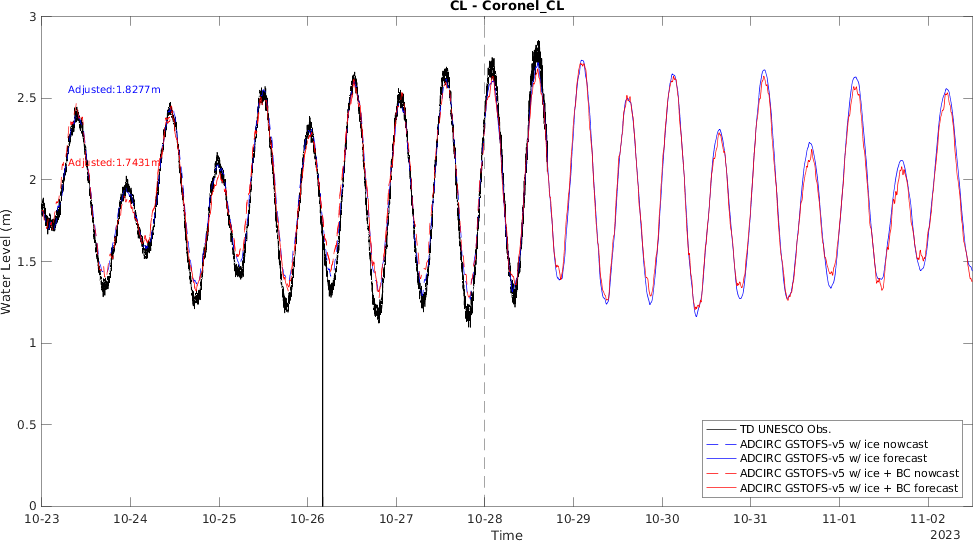 CL - Coronel_CL
3
2.5
2
1.5
1
0.5
0
Water Level (m)
Adjusted:1.8277m
Adjusted:1.7431m
TD UNESCO Obs.
ADCIRC GSTOFS-v5 w/ ice nowcast
ADCIRC GSTOFS-v5 w/ ice forecast
ADCIRC GSTOFS-v5 w/ ice + BC nowcast
ADCIRC GSTOFS-v5 w/ ice + BC forecast
10-23 10-24 10-25 10-26 10-27 10-28 10-29 10-30 10-31 11-01 11-02
Time
2023